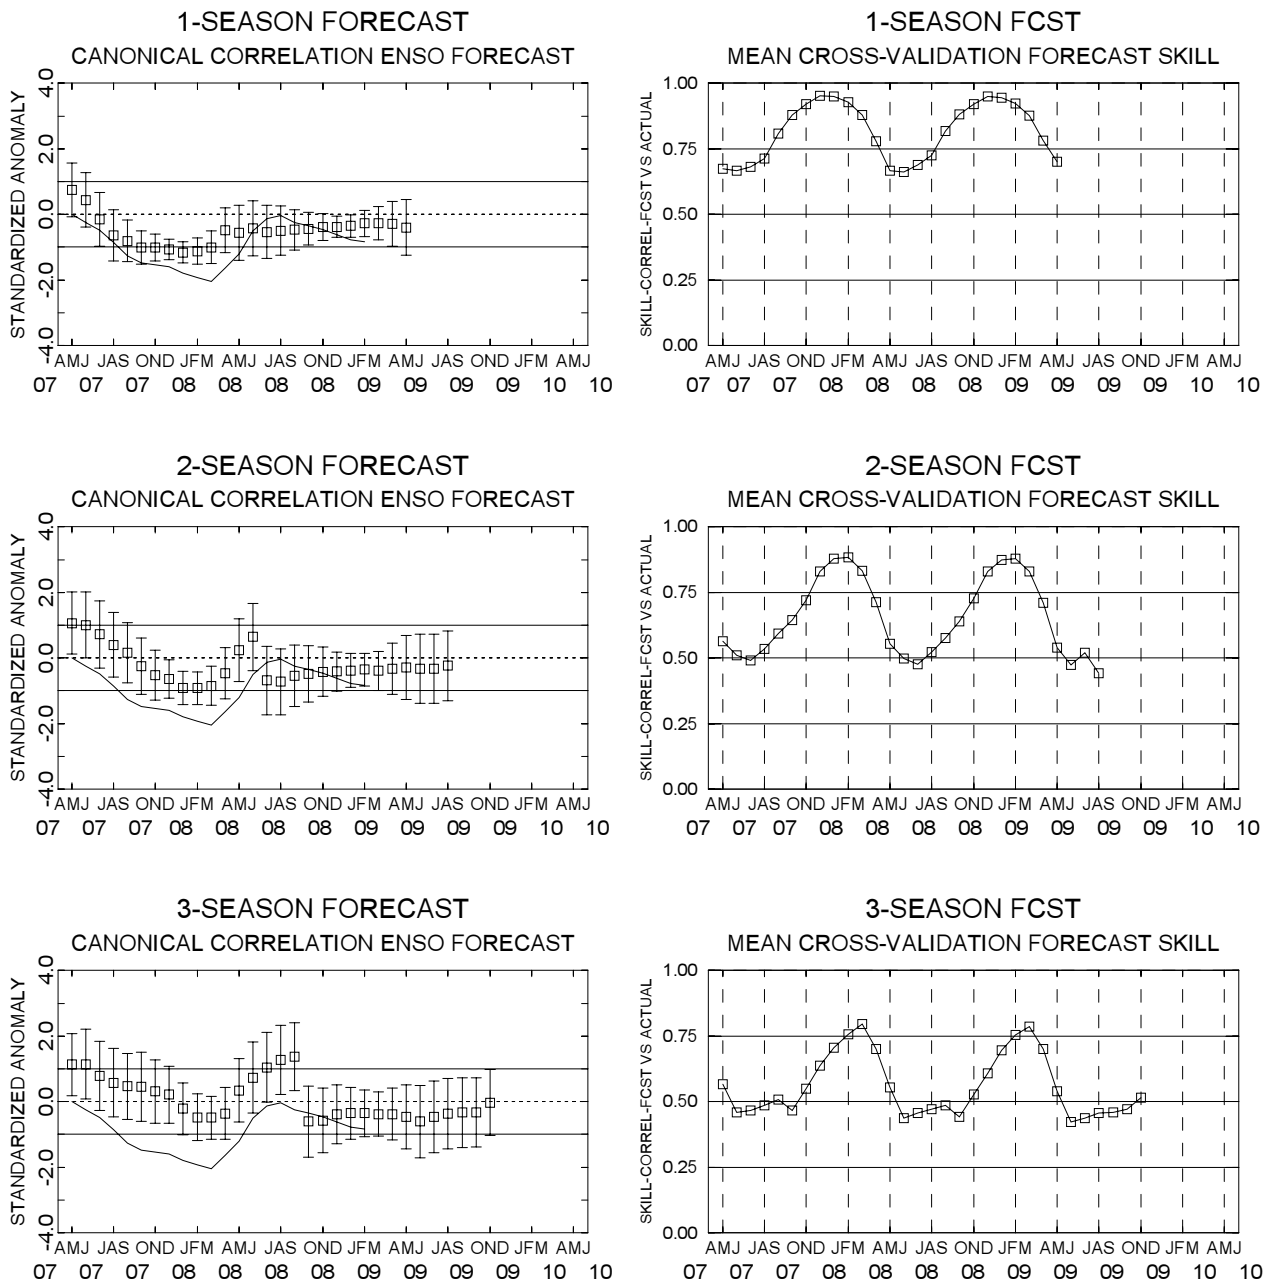 1-SEASON FORECAST
CANONICAL CORRELATION ENSO FORECAST
STANDARDIZED ANOMALY
4.0
2.0
0.0
-2.0
-4.0
AMJ JAS OND JFM AMJ JAS OND JFM AMJ JAS OND JFM AMJ
07 07 07 08 08 08 08 09 09 09 09 10 10
1-SEASON FCST
MEAN CROSS-VALIDATION FORECAST SKILL
SKILL-CORREL-FCST VS ACTUAL
1.00
0.75
0.50
0.25
0.00
AMJ JAS OND JFM AMJ JAS OND JFM AMJ JAS OND JFM AMJ
07 07 07 08 08 08 08 09 09 09 09 10 10
2-SEASON FORECAST
CANONICAL CORRELATION ENSO FORECAST
STANDARDIZED ANOMALY
4.0
2.0
0.0
-2.0
-4.0
AMJ JAS OND JFM AMJ JAS OND JFM AMJ JAS OND JFM AMJ
07 07 07 08 08 08 08 09 09 09 09 10 10
2-SEASON FCST
MEAN CROSS-VALIDATION FORECAST SKILL
SKILL-CORREL-FCST VS ACTUAL
1.00
0.75
0.50
0.25
0.00
AMJ JAS OND JFM AMJ JAS OND JFM AMJ JAS OND JFM AMJ
07 07 07 08 08 08 08 09 09 09 09 10 10
3-SEASON FORECAST
CANONICAL CORRELATION ENSO FORECAST
STANDARDIZED ANOMALY
4.0
2.0
0.0
-2.0
-4.0
AMJ JAS OND JFM AMJ JAS OND JFM AMJ JAS OND JFM AMJ
07 07 07 08 08 08 08 09 09 09 09 10 10
3-SEASON FCST
MEAN CROSS-VALIDATION FORECAST SKILL
SKILL-CORREL-FCST VS ACTUAL
1.00
0.75
0.50
0.25
0.00
AMJ JAS OND JFM AMJ JAS OND JFM AMJ JAS OND JFM AMJ
07 07 07 08 08 08 08 09 09 09 09 10 10